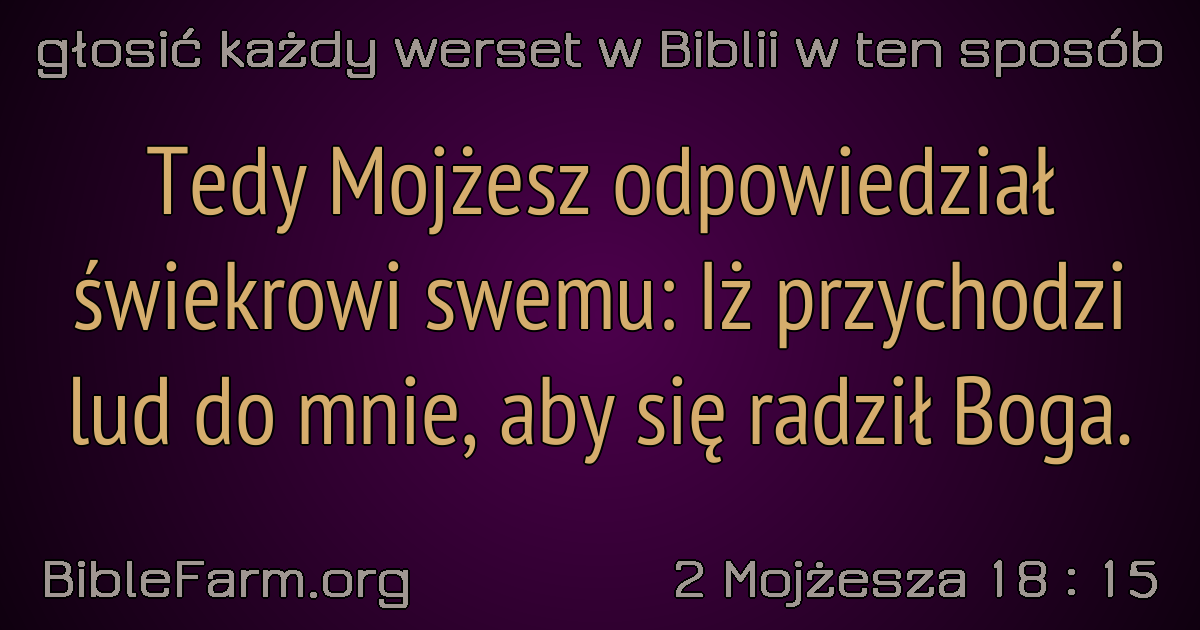 głosić każdy werset w Biblii w ten sposób
Tedy Mojżesz odpowiedział
świekrowi swemu: Iż przychodzi
lud do mnie, aby się radził Boga.
BibleFarm.org
2 Mojżesza 18 : 15